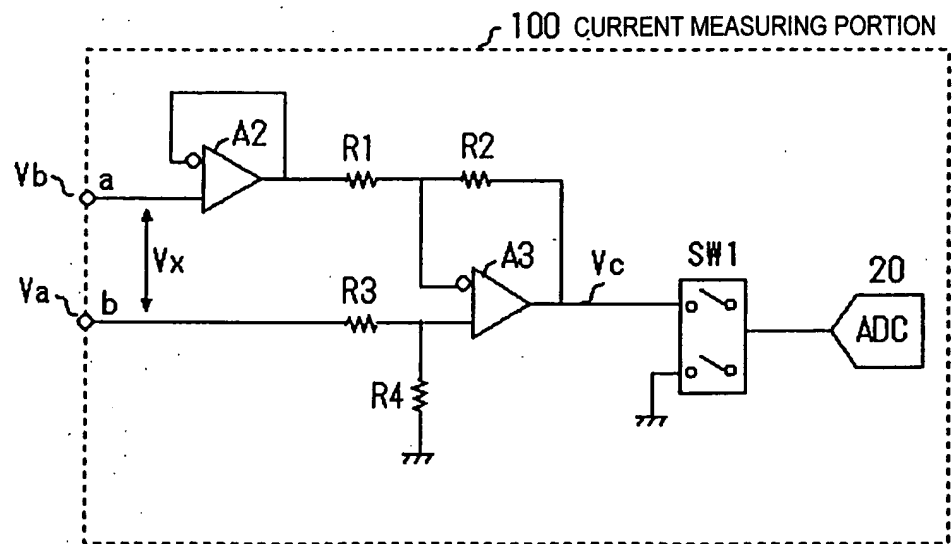 100 CURRENT MEASURING PORTION
A2
R1
R2
Vb
a
Vx
A3
Vc
SW1
20
ADC
Va
b
R3
R4